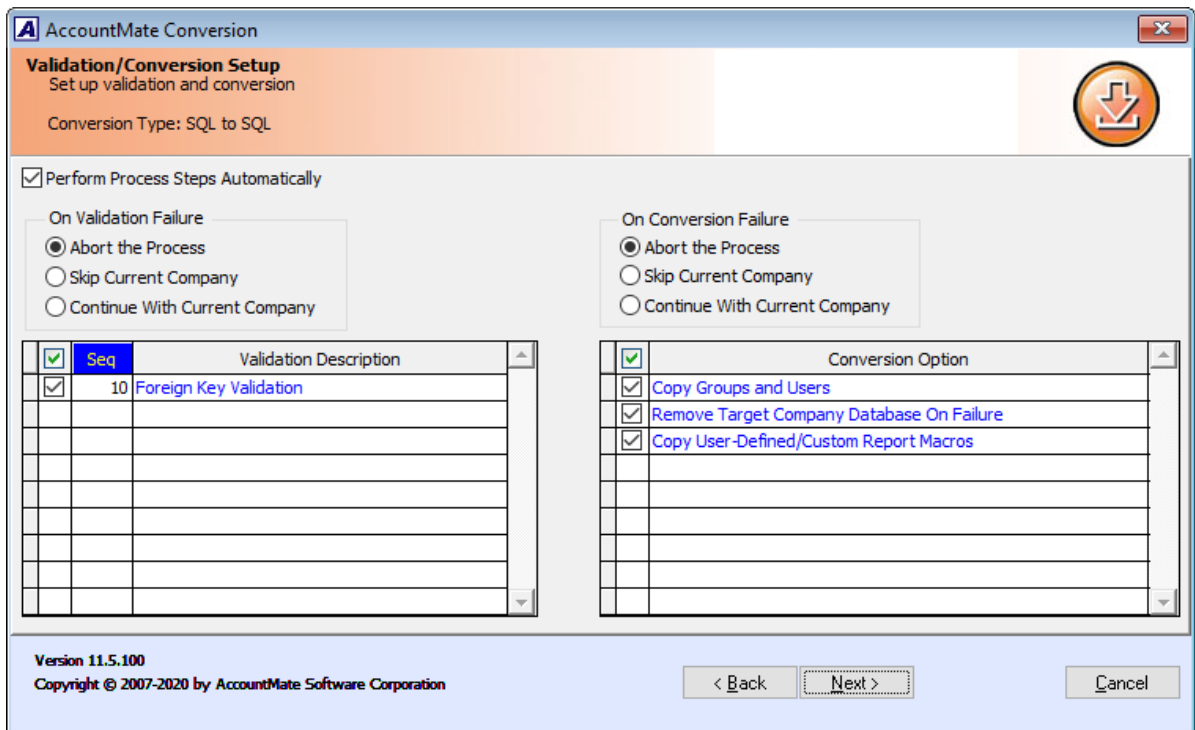 AccountMate Conversion
Validation/Conversion Setup
Set up validation and conversion
Conversion Type: SQL to SQL
Perform Process Steps Automatically
On Validation Failure
Abort the Process
Skip Current Company
Continue With Current Company
On Conversion Failure
Abort the Process
Skip Current Company
Continue With Current Company
Seq Validation Description
10 Foreign Key Validation
Conversion Option
Copy Groups and Users
Remove Target Company Database On Failure
Copy User-Defined/Custom Report Macros
Version 11.5.100
Copyright © 2007-2020 by AccountMate Software Corporation
< Back Next > Cancel